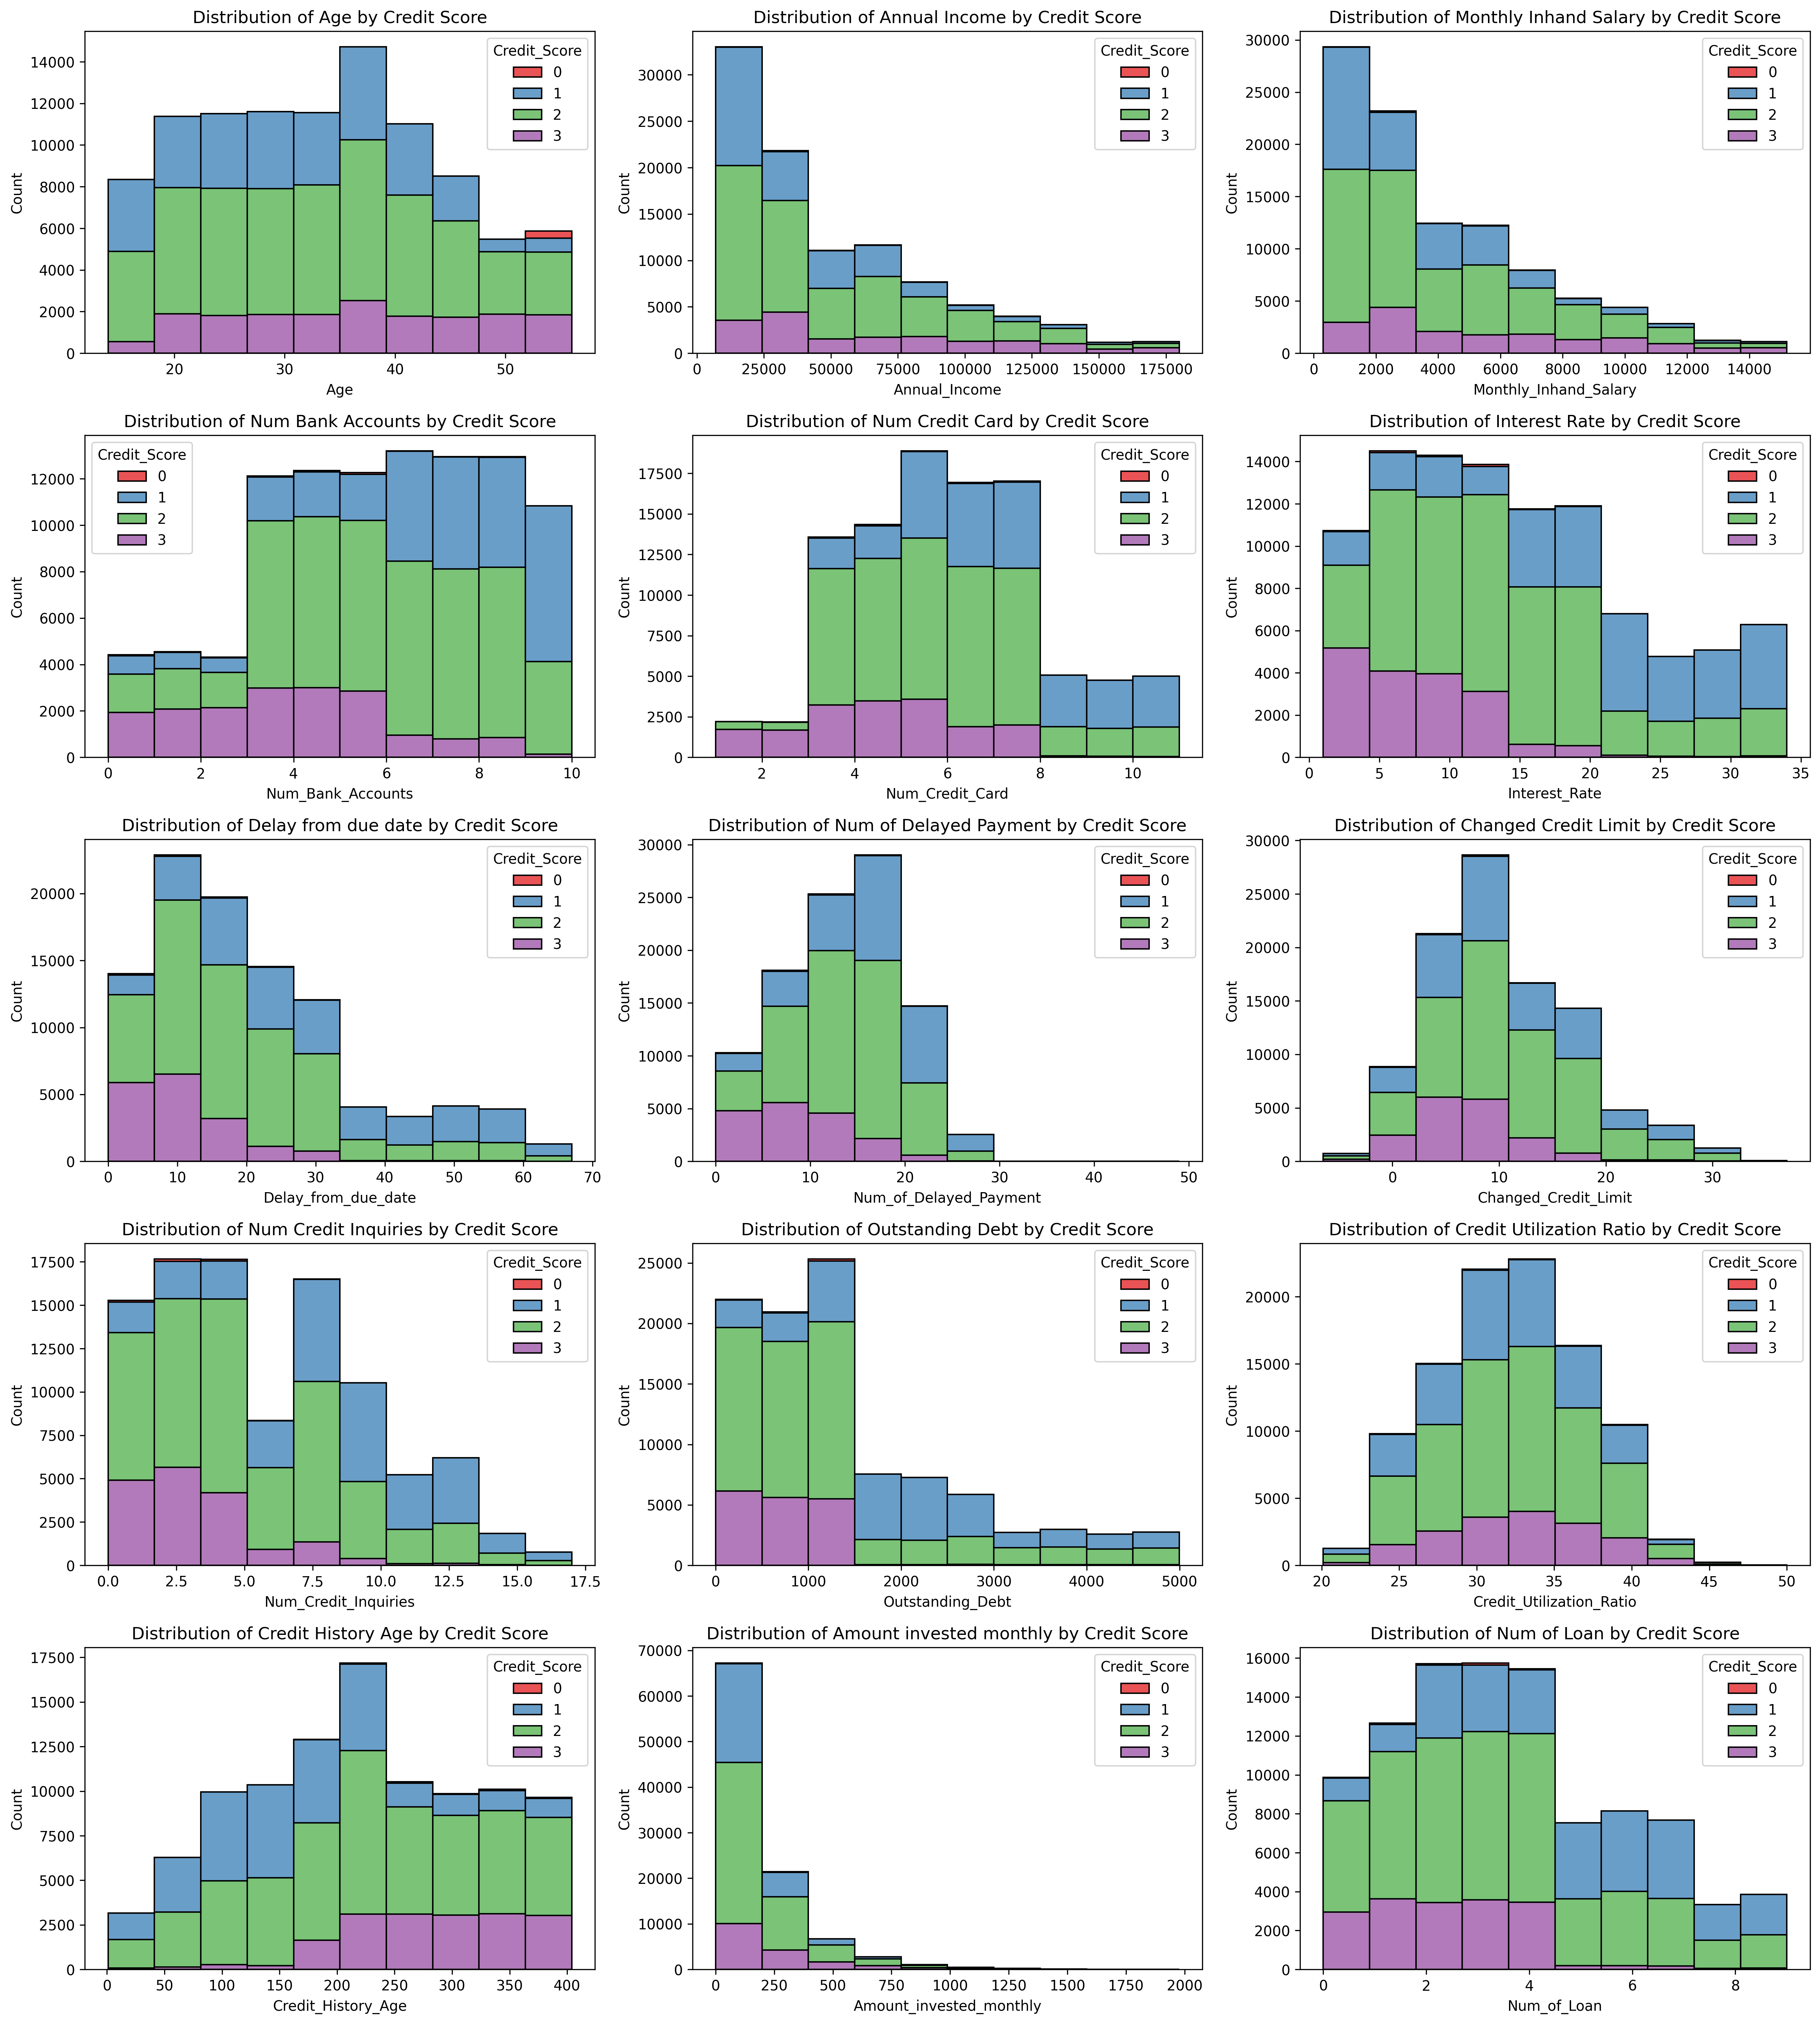 Distribution of Age by Credit Score
Credit_Score
0
1
2
3
Count
14000
12000
10000
8000
6000
4000
2000
0
20 30 40 50
Age
Distribution of Annual Income by Credit Score
Credit_Score
0
1
2
3
Count
30000
25000
20000
15000
10000
5000
0
0 25000 50000 75000 100000 125000 150000 175000
Annual_Income
Distribution of Monthly Inhand Salary by Credit Score
Credit_Score
0
1
2
3
Count
30000
25000
20000
15000
10000
5000
0
0 2000 4000 6000 8000 10000 12000 14000
Monthly_Inhand_Salary
Distribution of Num Bank Accounts by Credit Score
Credit_Score
0
1
2
3
Count
12000
10000
8000
6000
4000
2000
0
0 2 4 6 8 10
Num_Bank_Accounts
Distribution of Num Credit Card by Credit Score
Credit_Score
0
1
2
3
Count
17500
15000
12500
10000
7500
5000
2500
0
2 4 6 8 10
Num_Credit_Card
Distribution of Interest Rate by Credit Score
Credit_Score
0
1
2
3
Count
14000
12000
10000
8000
6000
4000
2000
0
0 5 10 15 20 25 30 35
Interest_Rate
Distribution of Delay from due date by Credit Score
Credit_Score
0
1
2
3
Count
20000
15000
10000
5000
0
0 10 20 30 40 50 60 70
Delay_from_due_date
Distribution of Num of Delayed Payment by Credit Score
Credit_Score
0
1
2
3
Count
30000
25000
20000
15000
10000
5000
0
0 10 20 30 40 50
Num_of_Delayed_Payment
Distribution of Changed Credit Limit by Credit Score
Credit_Score
0
1
2
3
Count
30000
25000
20000
15000
10000
5000
0
0 10 20 30
Changed_Credit_Limit
Distribution of Num Credit Inquiries by Credit Score
Credit_Score
0
1
2
3
Count
17500
15000
12500
10000
7500
5000
2500
0
0.0 2.5 5.0 7.5 10.0 12.5 15.0 17.5
Num_Credit_Inquiries
Distribution of Outstanding Debt by Credit Score
Credit_Score
0
1
2
3
Count
25000
20000
15000
10000
5000
0
0 1000 2000 3000 4000 5000
Outstanding_Debt
Distribution of Credit Utilization Ratio by Credit Score
Credit_Score
0
1
2
3
Count
20000
15000
10000
5000
0
20 25 30 35 40 45 50
Credit_Utilization_Ratio
Distribution of Credit History Age by Credit Score
Credit_Score
0
1
2
3
Count
17500
15000
12500
10000
7500
5000
2500
0
0 50 100 150 200 250 300 350 400
Credit_History_Age
Distribution of Amount invested monthly by Credit Score
Credit_Score
0
1
2
3
Count
70000
60000
50000
40000
30000
20000
10000
0
0 250 500 750 1000 1250 1500 1750 2000
Amount_invested_monthly
Distribution of Num of Loan by Credit Score
Credit_Score
0
1
2
3
Count
16000
14000
12000
10000
8000
6000
4000
2000
0
0 2 4 6 8
Num_of_Loan